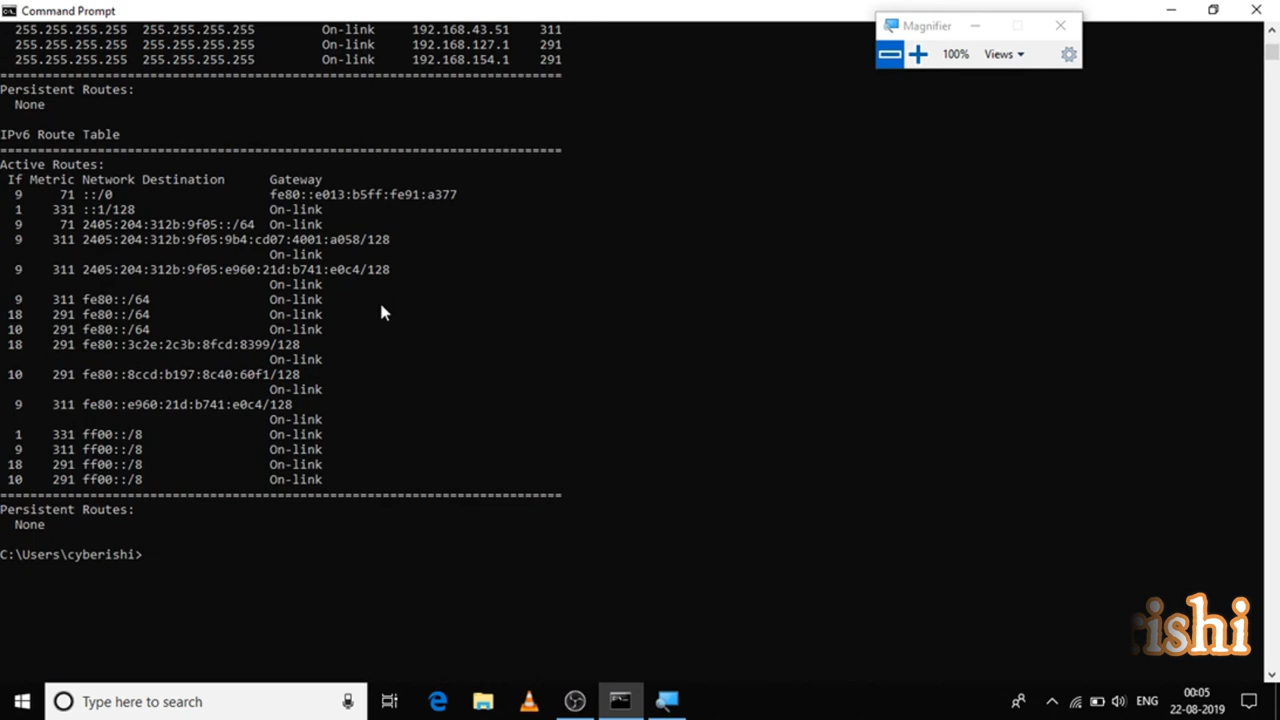 Command Prompt
Magnifier
100%
Views
255.255.255.255 255.255.255.255 On-link 192.168.43.51 311
255.255.255.255 255.255.255.255 On-link 192.168.127.1 291
255.255.255.255 255.255.255.255 On-link 192.168.154.1 291
===========================================================================
Persistent Routes:
None
IPv6 Route Table
===========================================================================
Active Routes:
If Metric Network Destination Gateway
9 71 ::/0 fe80::e013:b5ff:fe91:a377
1 331 ::1/128 On-link
9 71 2405:204:312b:9f05::/64 On-link
9 311 2405:204:312b:9f05:9b4:cd07:4001:a058/128
On-link
9 311 2405:204:312b:9f05:e960:21d:b741:e0c4/128
On-link
9 311 fe80::/64 On-link
18 291 fe80::/64 On-link
10 291 fe80::/64 On-link
18 291 fe80::3c2e:2c3b:8fcd:8399/128
On-link
10 291 fe80::8ccd:b197:8c40:60f1/128
On-link
9 311 fe80::e960:21d:b741:e0c4/128
On-link
1 331 ff00::/8 On-link
9 311 ff00::/8 On-link
18 291 ff00::/8 On-link
10 291 ff00::/8 On-link
===========================================================================
Persistent Routes:
None
C:\Users\cyberishi>
ishi
Type here to search
ENG
00:05
22-08-2019